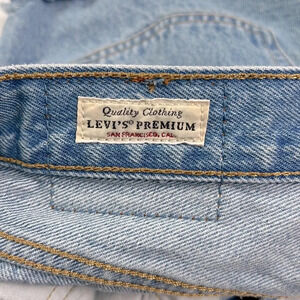 Quality Clothing
LEVI'S® PREMIUM
SAN FRANCISCO, CAL.